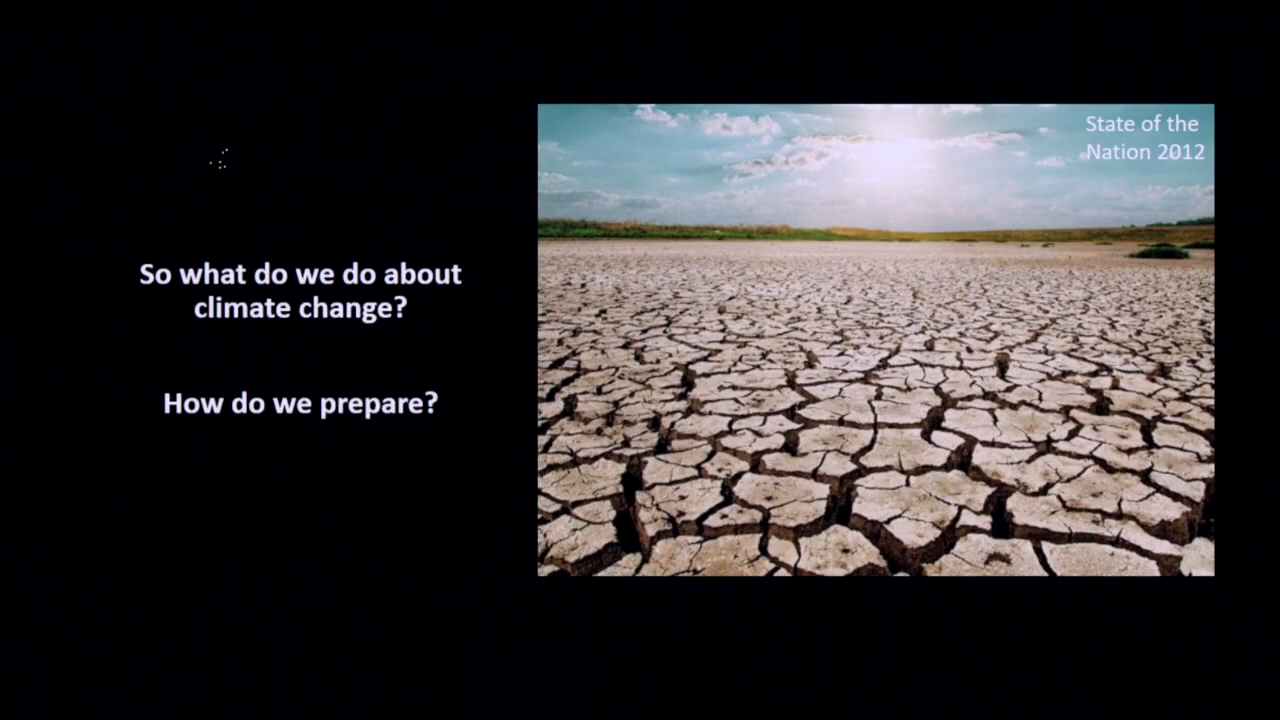 So what do we do about
climate change?
How do we prepare?
State of the
Nation 2012